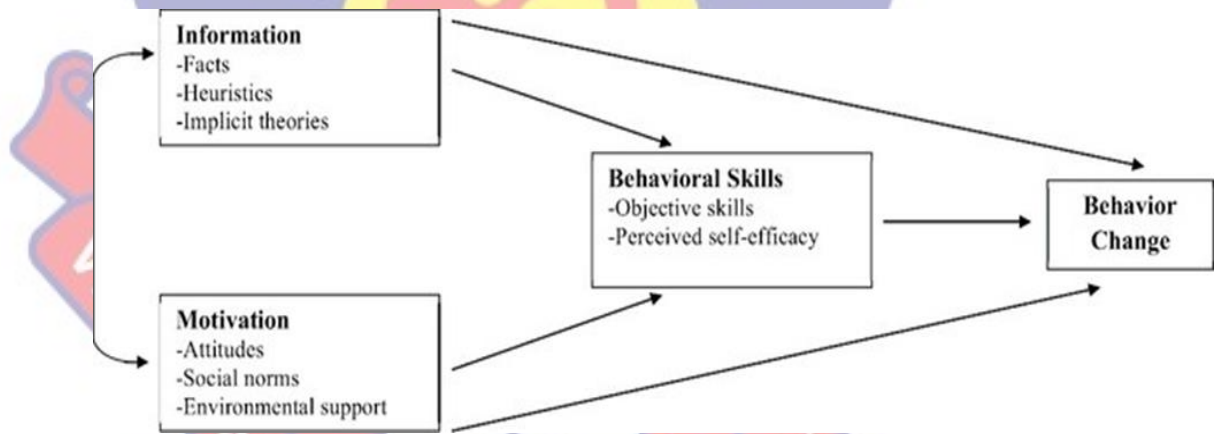 Information
-Facts
-Heuristics
-Implicit theories
Behavioral Skills
-Objective skills
-Perceived self-efficacy
Behavior
Change
Motivation
-Attitudes
-Social norms
-Environmental support